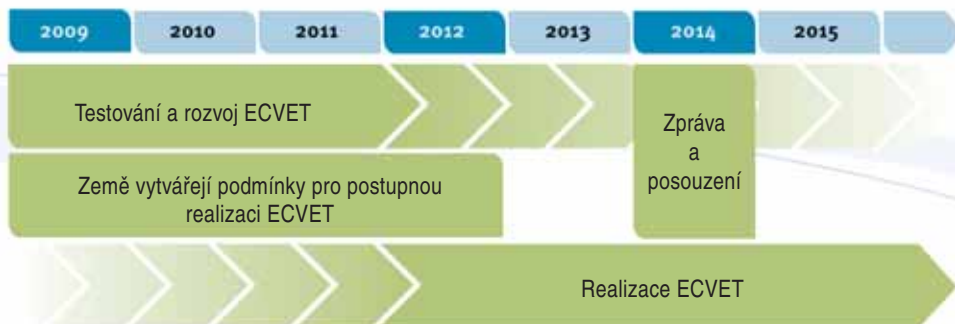 2009 2010 2011 2012 2013 2014 2015
Testování a rozvoj ECVET
Zpráva
a
posouzení
Země vytvářejí podmínky pro postupnou
realizaci ECVET
Realizace ECVET